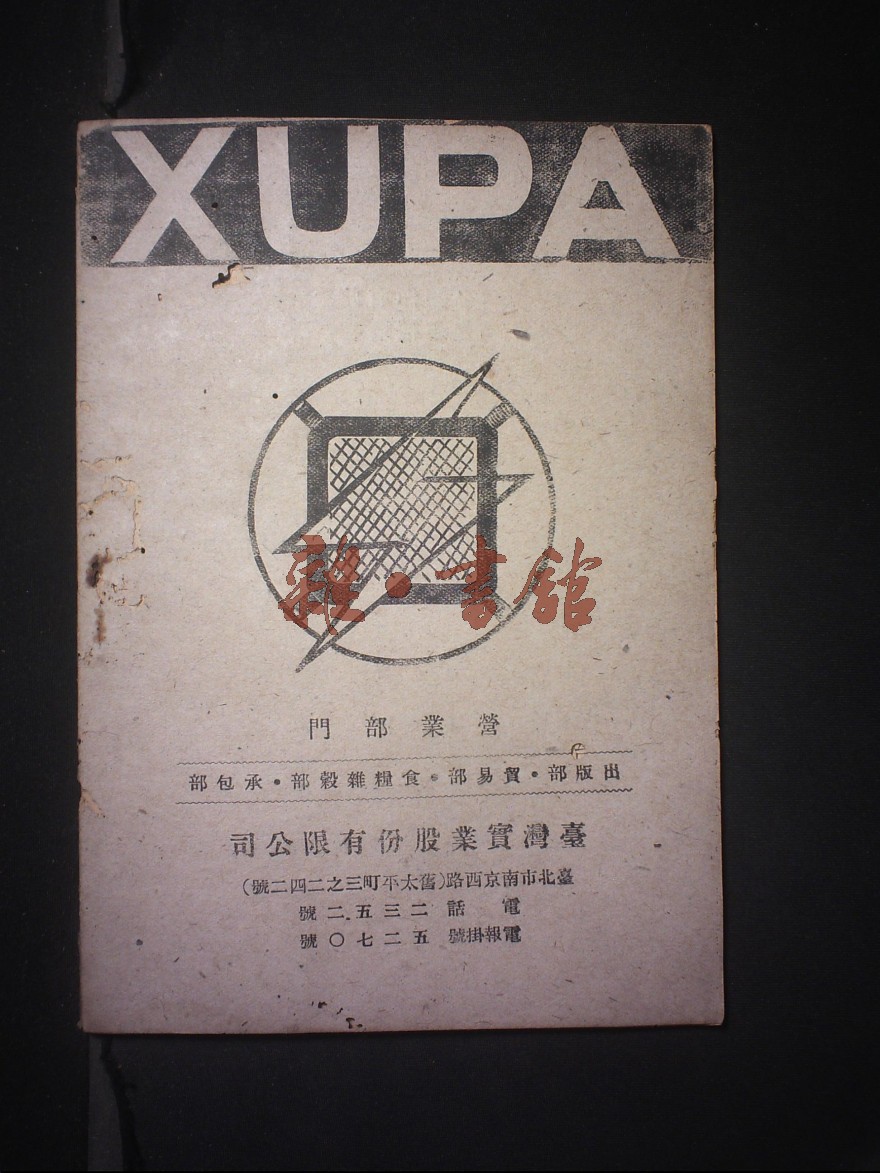 XUPA
雜・書館
營業部門
出版部・貿易部・食糧雜穀部・承包部
臺灣實業股份有限公司
臺北市南京西路(舊太平町三之二四二號)
電話 二三五二號
電報掛號 五二七〇號